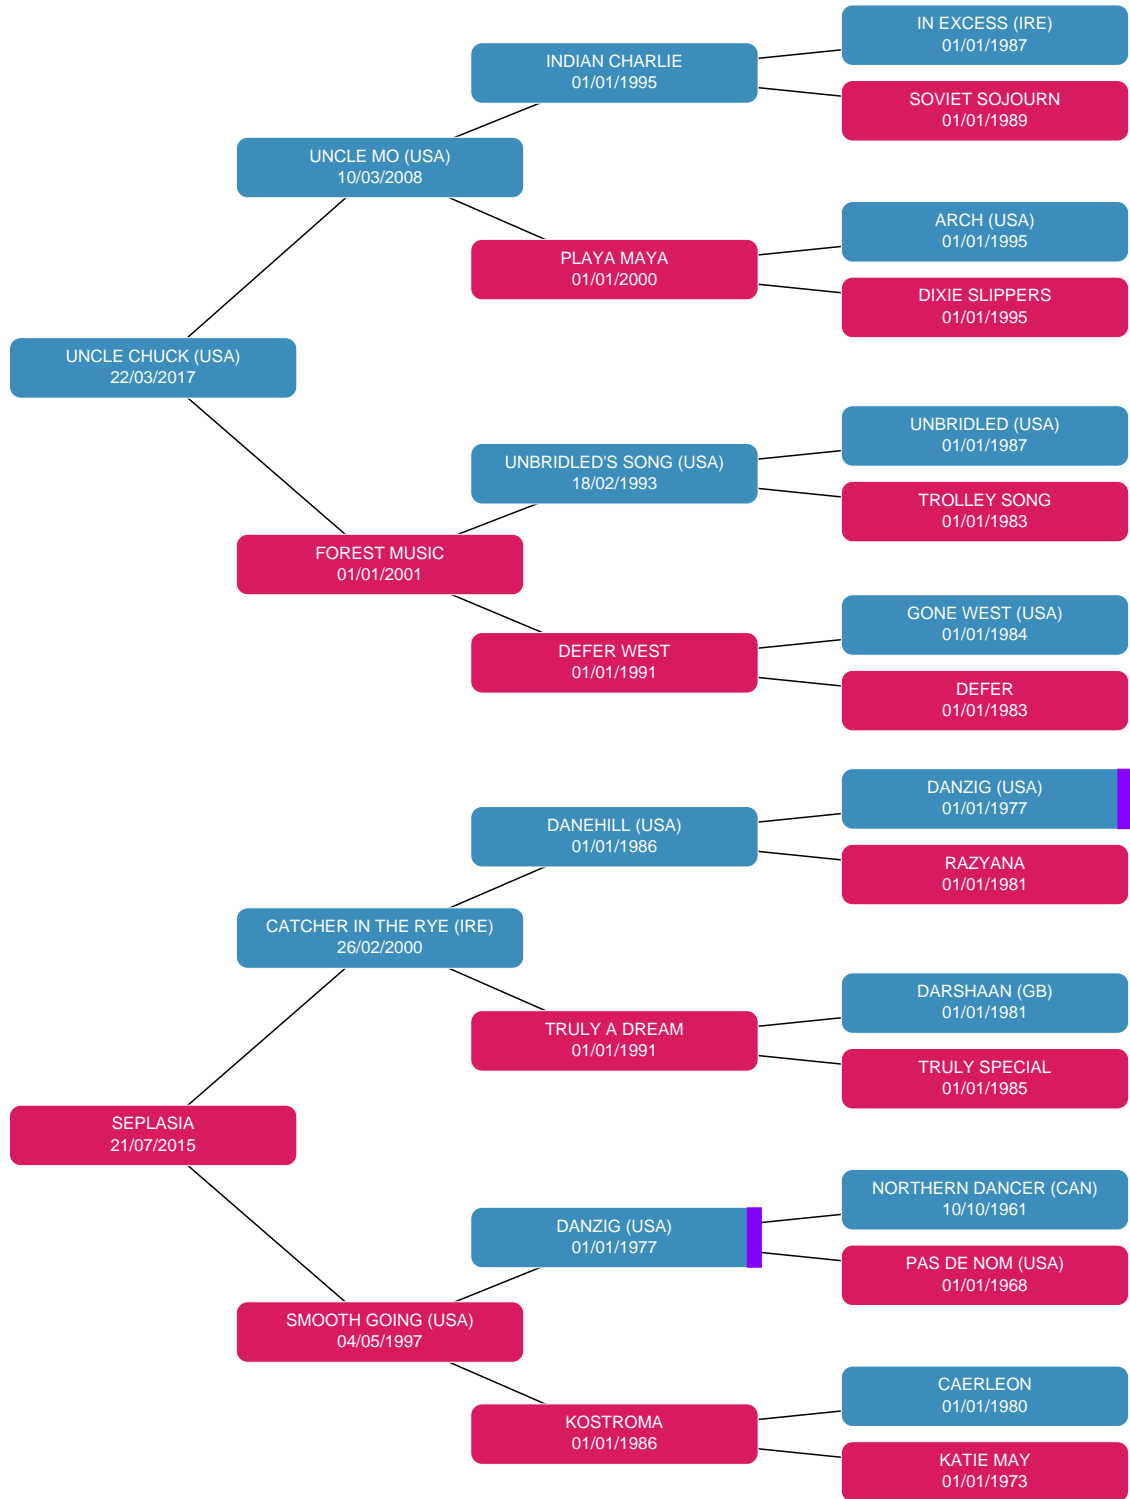 IN EXCESS (IRE)
01/01/1987
INDIAN CHARLIE
01/01/1995
SOVIET SOJOURN
01/01/1989
UNCLE MO (USA)
10/03/2008
ARCH (USA)
01/01/1995
PLAYA MAYA
01/01/2000
DIXIE SLIPPERS
01/01/1995
UNCLE CHUCK (USA)
22/03/2017
UNBRIDLED (USA)
01/01/1987
UNBRIDLED'S SONG (USA)
18/02/1993
TROLLEY SONG
01/01/1983
FOREST MUSIC
01/01/2001
GONE WEST (USA)
01/01/1984
DEFER WEST
01/01/1991
DEFER
01/01/1983
DANZIG (USA)
01/01/1977
DANEHILL (USA)
01/01/1986
RAZYANA
01/01/1981
CATCHER IN THE RYE (IRE)
26/02/2000
DARSHAAN (GB)
01/01/1981
TRULY A DREAM
01/01/1991
TRULY SPECIAL
01/01/1985
SEPLASIA
21/07/2015
NORTHERN DANCER (CAN)
10/10/1961
DANZIG (USA)
01/01/1977
PAS DE NOM (USA)
01/01/1968
SMOOTH GOING (USA)
04/05/1997
CAERLEON
01/01/1980
KOSTROMA
01/01/1986
KATIE MAY
01/01/1973